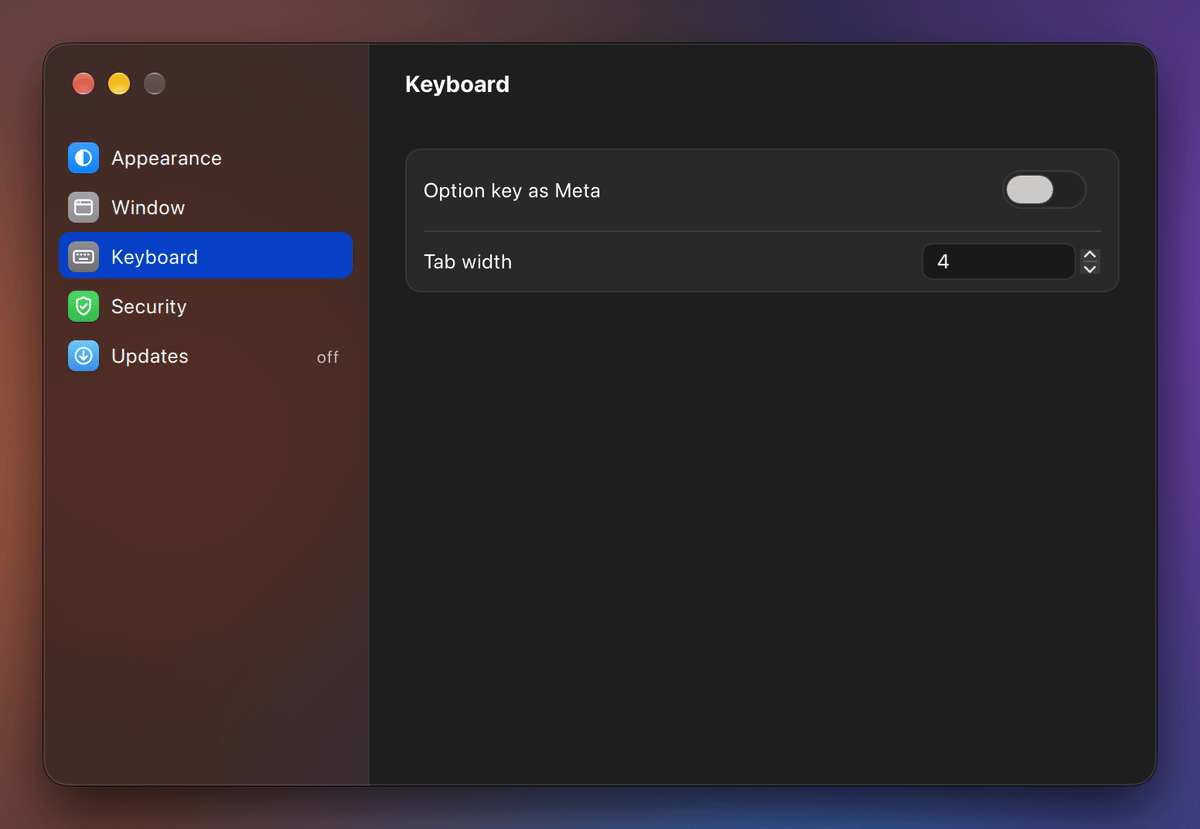 Keyboard
Appearance
Window
Keyboard
Security
Updates off
Option key as Meta
Tab width 4